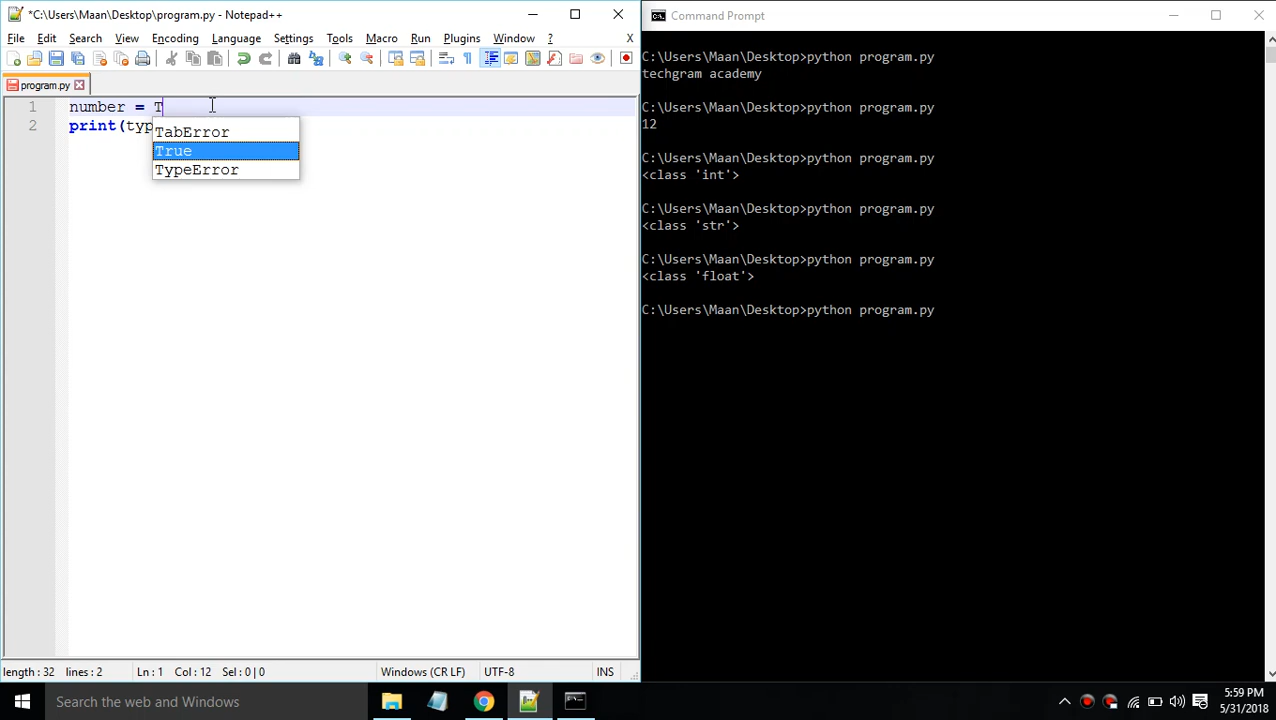 *C:\Users\Maan\Desktop\program.py - Notepad++
File Edit Search View Encoding Language Settings Tools Macro Run Plugins Window ? X
program.py
1 number = T
2 print(typ
TabError
True
TypeError
length : 32 lines : 2 Ln : 1 Col : 12 Sel : 0 | 0 Windows (CR LF) UTF-8 INS
Command Prompt
C:\Users\Maan\Desktop>python program.py
techgram academy
C:\Users\Maan\Desktop>python program.py
12
C:\Users\Maan\Desktop>python program.py
<class 'int'>
C:\Users\Maan\Desktop>python program.py
<class 'str'>
C:\Users\Maan\Desktop>python program.py
<class 'float'>
C:\Users\Maan\Desktop>python program.py
Search the web and Windows
5:59 PM
5/31/2018